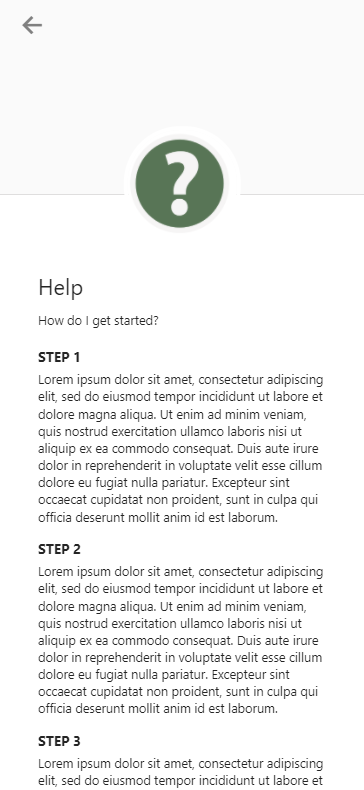 ?
Help
How do I get started?
STEP 1
Lorem ipsum dolor sit amet, consectetur adipiscing
elit, sed do eiusmod tempor incididunt ut labore et
dolore magna aliqua. Ut enim ad minim veniam,
quis nostrud exercitation ullamco laboris nisi ut
aliquip ex ea commodo consequat. Duis aute irure
dolor in reprehenderit in voluptate velit esse cillum
dolore eu fugiat nulla pariatur. Excepteur sint
occaecat cupidatat non proident, sunt in culpa qui
officia deserunt mollit anim id est laborum.
STEP 2
Lorem ipsum dolor sit amet, consectetur adipiscing
elit, sed do eiusmod tempor incididunt ut labore et
dolore magna aliqua. Ut enim ad minim veniam,
quis nostrud exercitation ullamco laboris nisi ut
aliquip ex ea commodo consequat. Duis aute irure
dolor in reprehenderit in voluptate velit esse cillum
dolore eu fugiat nulla pariatur. Excepteur sint
occaecat cupidatat non proident, sunt in culpa qui
officia deserunt mollit anim id est laborum.
STEP 3
Lorem ipsum dolor sit amet, consectetur adipiscing
elit, sed do eiusmod tempor incididunt ut labore et